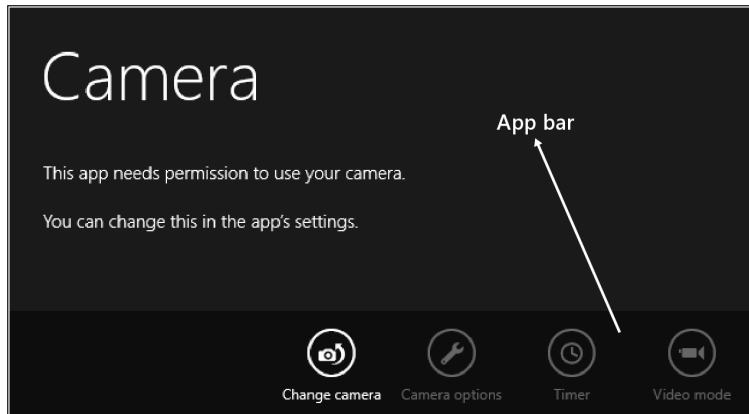 Camera
App bar
This app needs permission to use your camera.
You can change this in the app's settings.
Change camera Camera options Timer Video mode